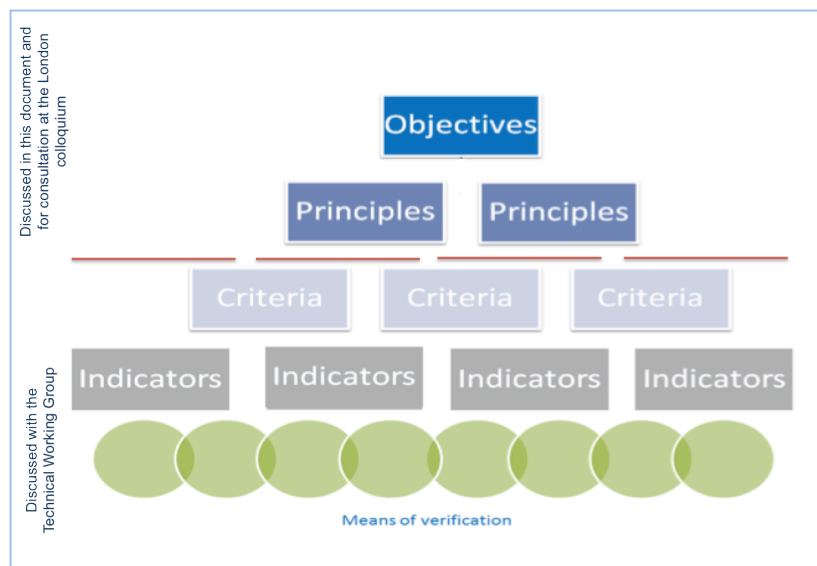 Discussed in this document and
for consultation at the London
colloquium
Objectives
Principles Principles
Criteria Criteria Criteria
Indicators Indicators Indicators Indicators
Discussed with the
Technical Working Group
Means of verification